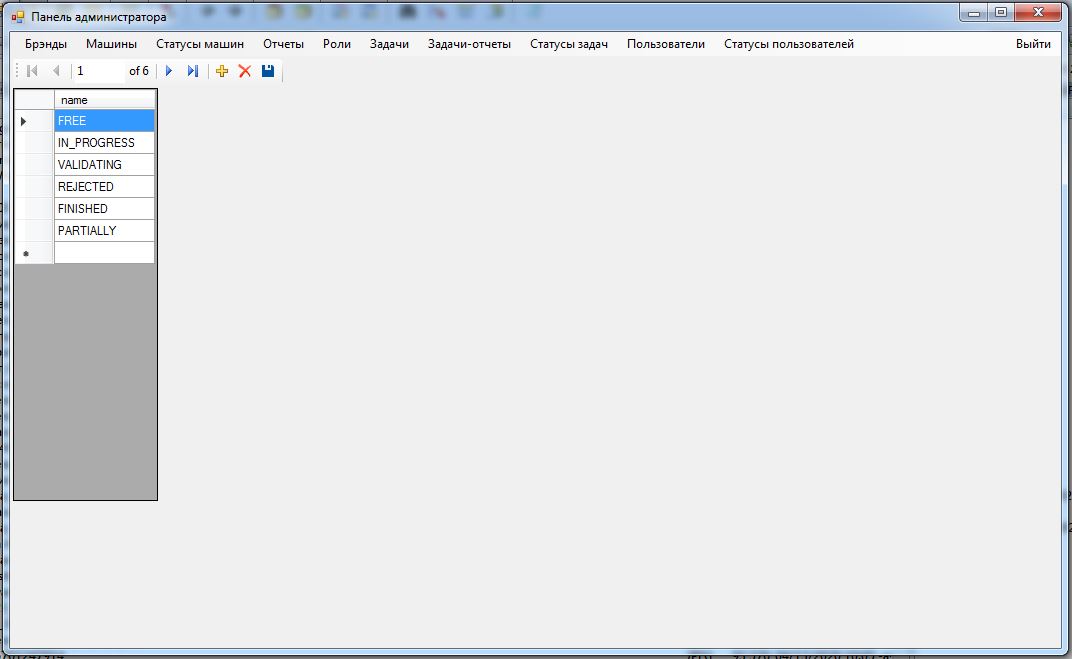 Панель администратора
Брэнды Машины Статусы машин Отчеты Роли Задачи Задачи-отчеты Статусы задач Пользователи Статусы пользователей Выйти
1 of 6
name
FREE
IN_PROGRESS
VALIDATING
REJECTED
FINISHED
PARTIALLY